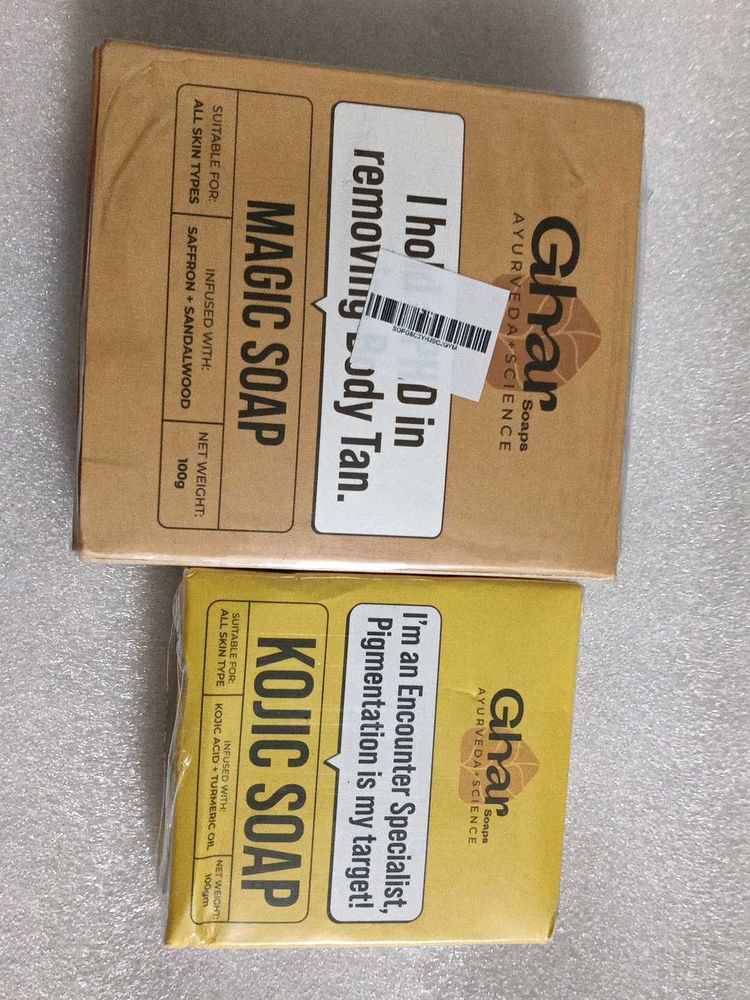 Ghar
Soaps
AYURVEDA+SCIENCE
I in
removing Body Tan.
MAGIC SOAP
SUITABLE FOR:
ALL SKIN TYPES
INFUSED WITH:
SAFFRON + SANDALWOOD
NET WEIGHT:
100g
Ghar
Soaps
AYURVEDA+SCIENCE
I'm an Encounter Specialist,
Pigmentation is my target!
KOJIC SOAP
SUITABLE FOR:
ALL SKIN TYPE
INFUSED WITH:
KOJIC ACID + TURMERIC OIL
NET WEIGHT:
100gm